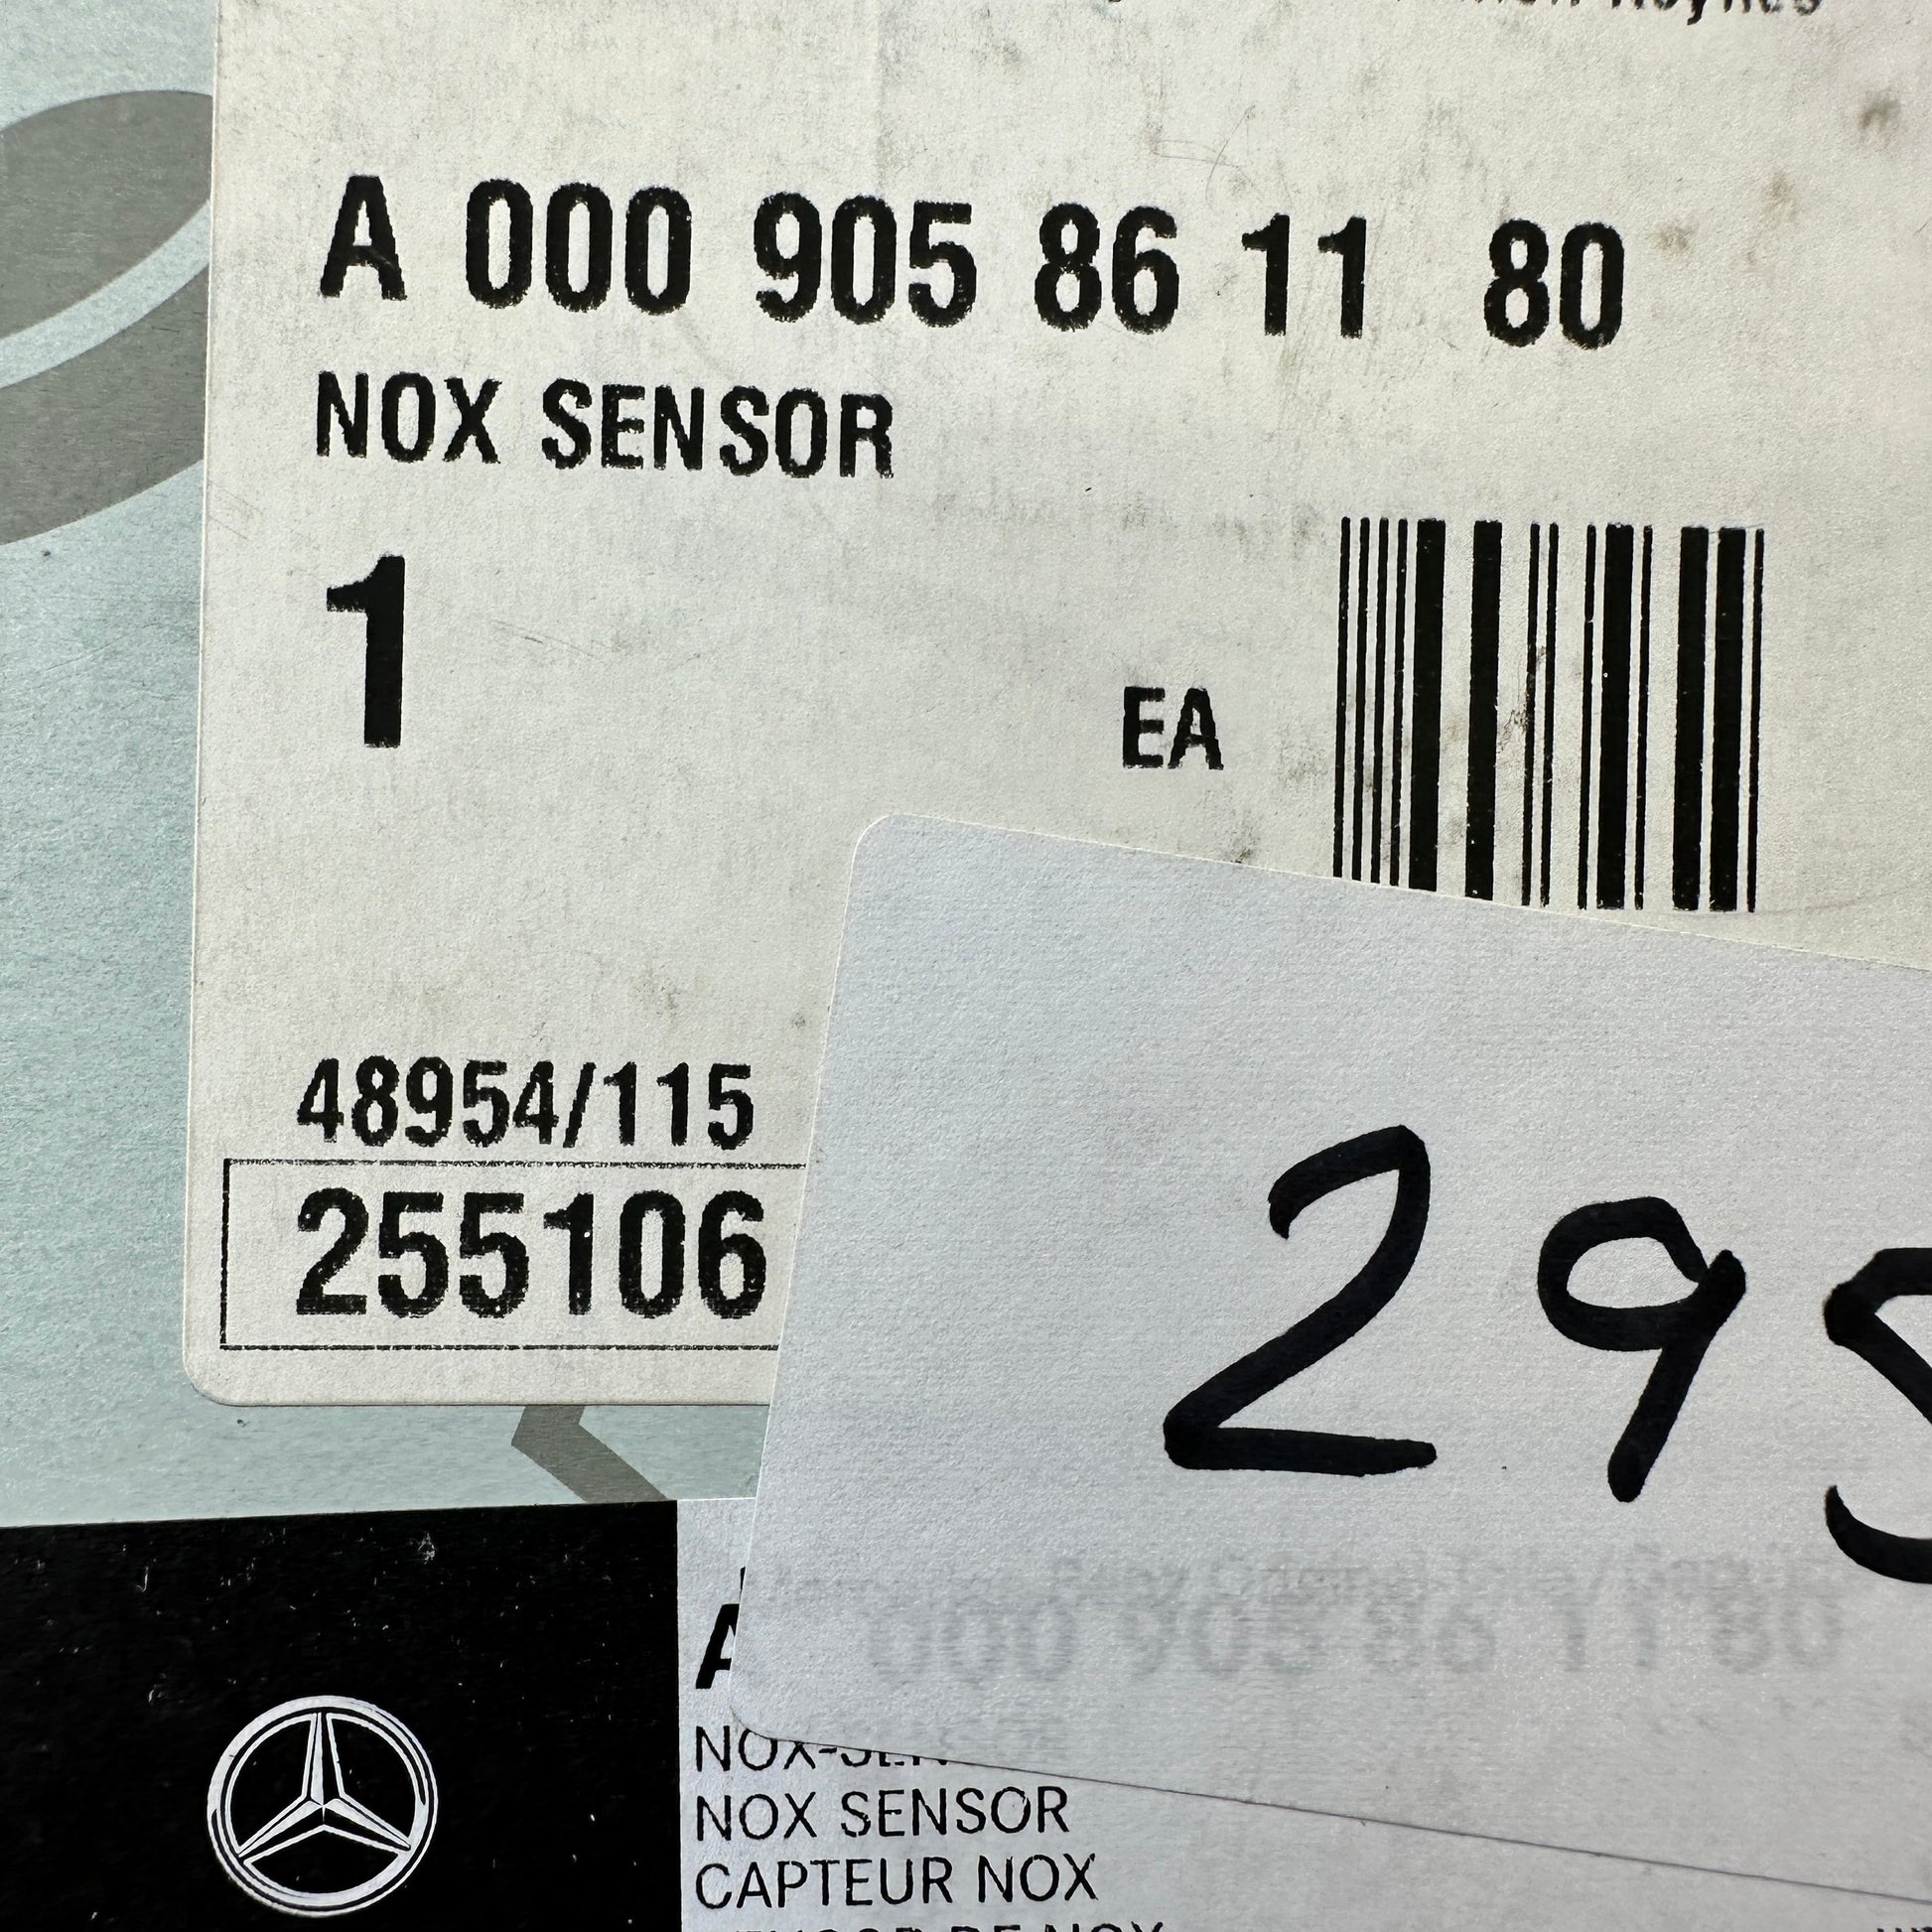 A 000 905 86 11 80
NOX SENSOR
1
EA
48954/115
255106
295
A
NOX SENSOR
CAPTEUR NOX